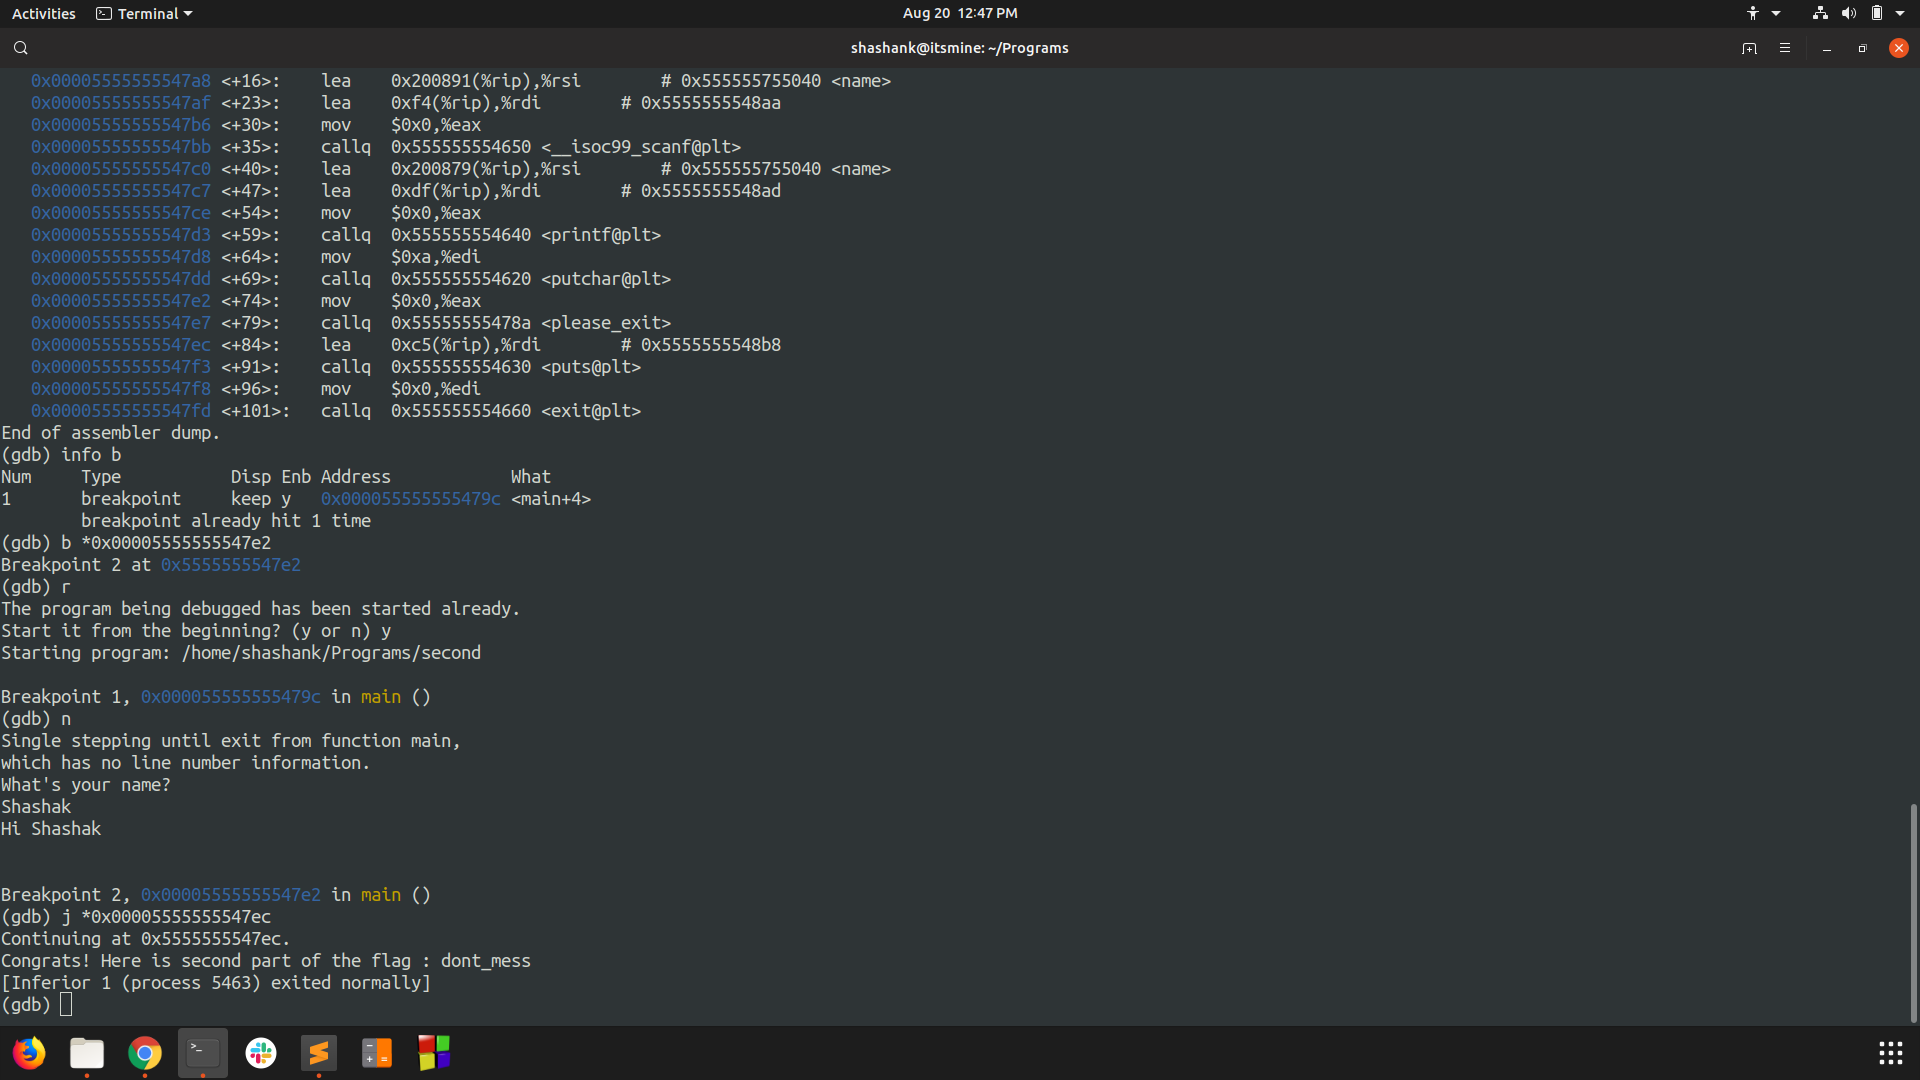 Activities Terminal Aug 20 12:47 PM
shashank@itsmine: ~/Programs
0x00005555555547a8 <+16>: lea 0x200891(%rip),%rsi # 0x555555755040 <name>
0x00005555555547af <+23>: lea 0xf4(%rip),%rdi # 0x5555555548aa
0x00005555555547b6 <+30>: mov $0x0,%eax
0x00005555555547bb <+35>: callq 0x555555554650 <__isoc99_scanf@plt>
0x00005555555547c0 <+40>: lea 0x200879(%rip),%rsi # 0x555555755040 <name>
0x00005555555547c7 <+47>: lea 0xdf(%rip),%rdi # 0x5555555548ad
0x00005555555547ce <+54>: mov $0x0,%eax
0x00005555555547d3 <+59>: callq 0x555555554640 <printf@plt>
0x00005555555547d8 <+64>: mov $0xa,%edi
0x00005555555547dd <+69>: callq 0x555555554620 <putchar@plt>
0x00005555555547e2 <+74>: mov $0x0,%eax
0x00005555555547e7 <+79>: callq 0x55555555478a <please_exit>
0x00005555555547ec <+84>: lea 0xc5(%rip),%rdi # 0x5555555548b8
0x00005555555547f3 <+91>: callq 0x555555554630 <puts@plt>
0x00005555555547f8 <+96>: mov $0x0,%edi
0x00005555555547fd <+101>: callq 0x555555554660 <exit@plt>
End of assembler dump.
(gdb) info b
Num Type Disp Enb Address What
1 breakpoint keep y 0x000055555555479c <main+4>
breakpoint already hit 1 time
(gdb) b *0x00005555555547e2
Breakpoint 2 at 0x5555555547e2
(gdb) r
The program being debugged has been started already.
Start it from the beginning? (y or n) y
Starting program: /home/shashank/Programs/second
Breakpoint 1, 0x000055555555479c in main ()
(gdb) n
Single stepping until exit from function main,
which has no line number information.
What's your name?
Shashak
Hi Shashak
Breakpoint 2, 0x00005555555547e2 in main ()
(gdb) j *0x00005555555547ec
Continuing at 0x5555555547ec.
Congrats! Here is second part of the flag : dont_mess
[Inferior 1 (process 5463) exited normally]
(gdb)